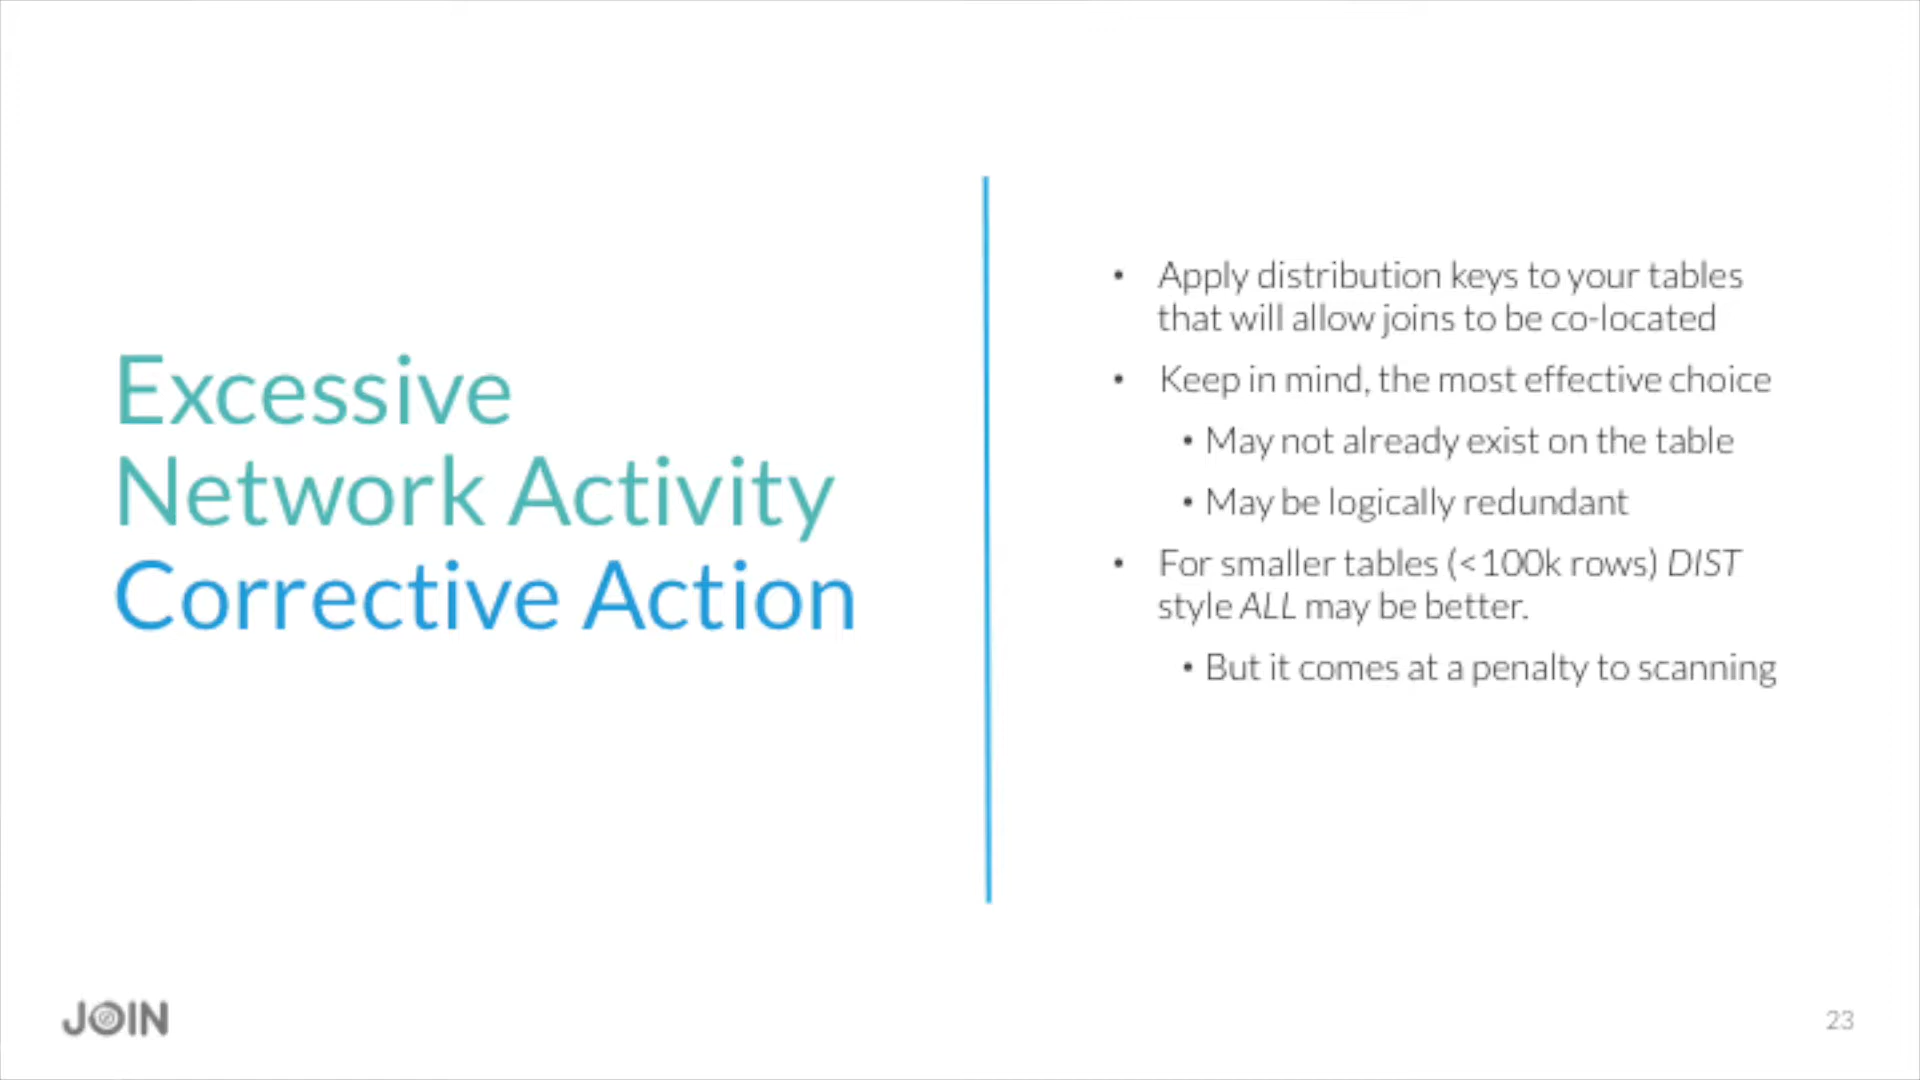 Excessive
Network Activity
Corrective Action
• Apply distribution keys to your tables
that will allow joins to be co-located
• Keep in mind, the most effective choice
• May not already exist on the table
• May be logically redundant
• For smaller tables (<100k rows) DIST
style ALL may be better.
• But it comes at a penalty to scanning
JOIN
23